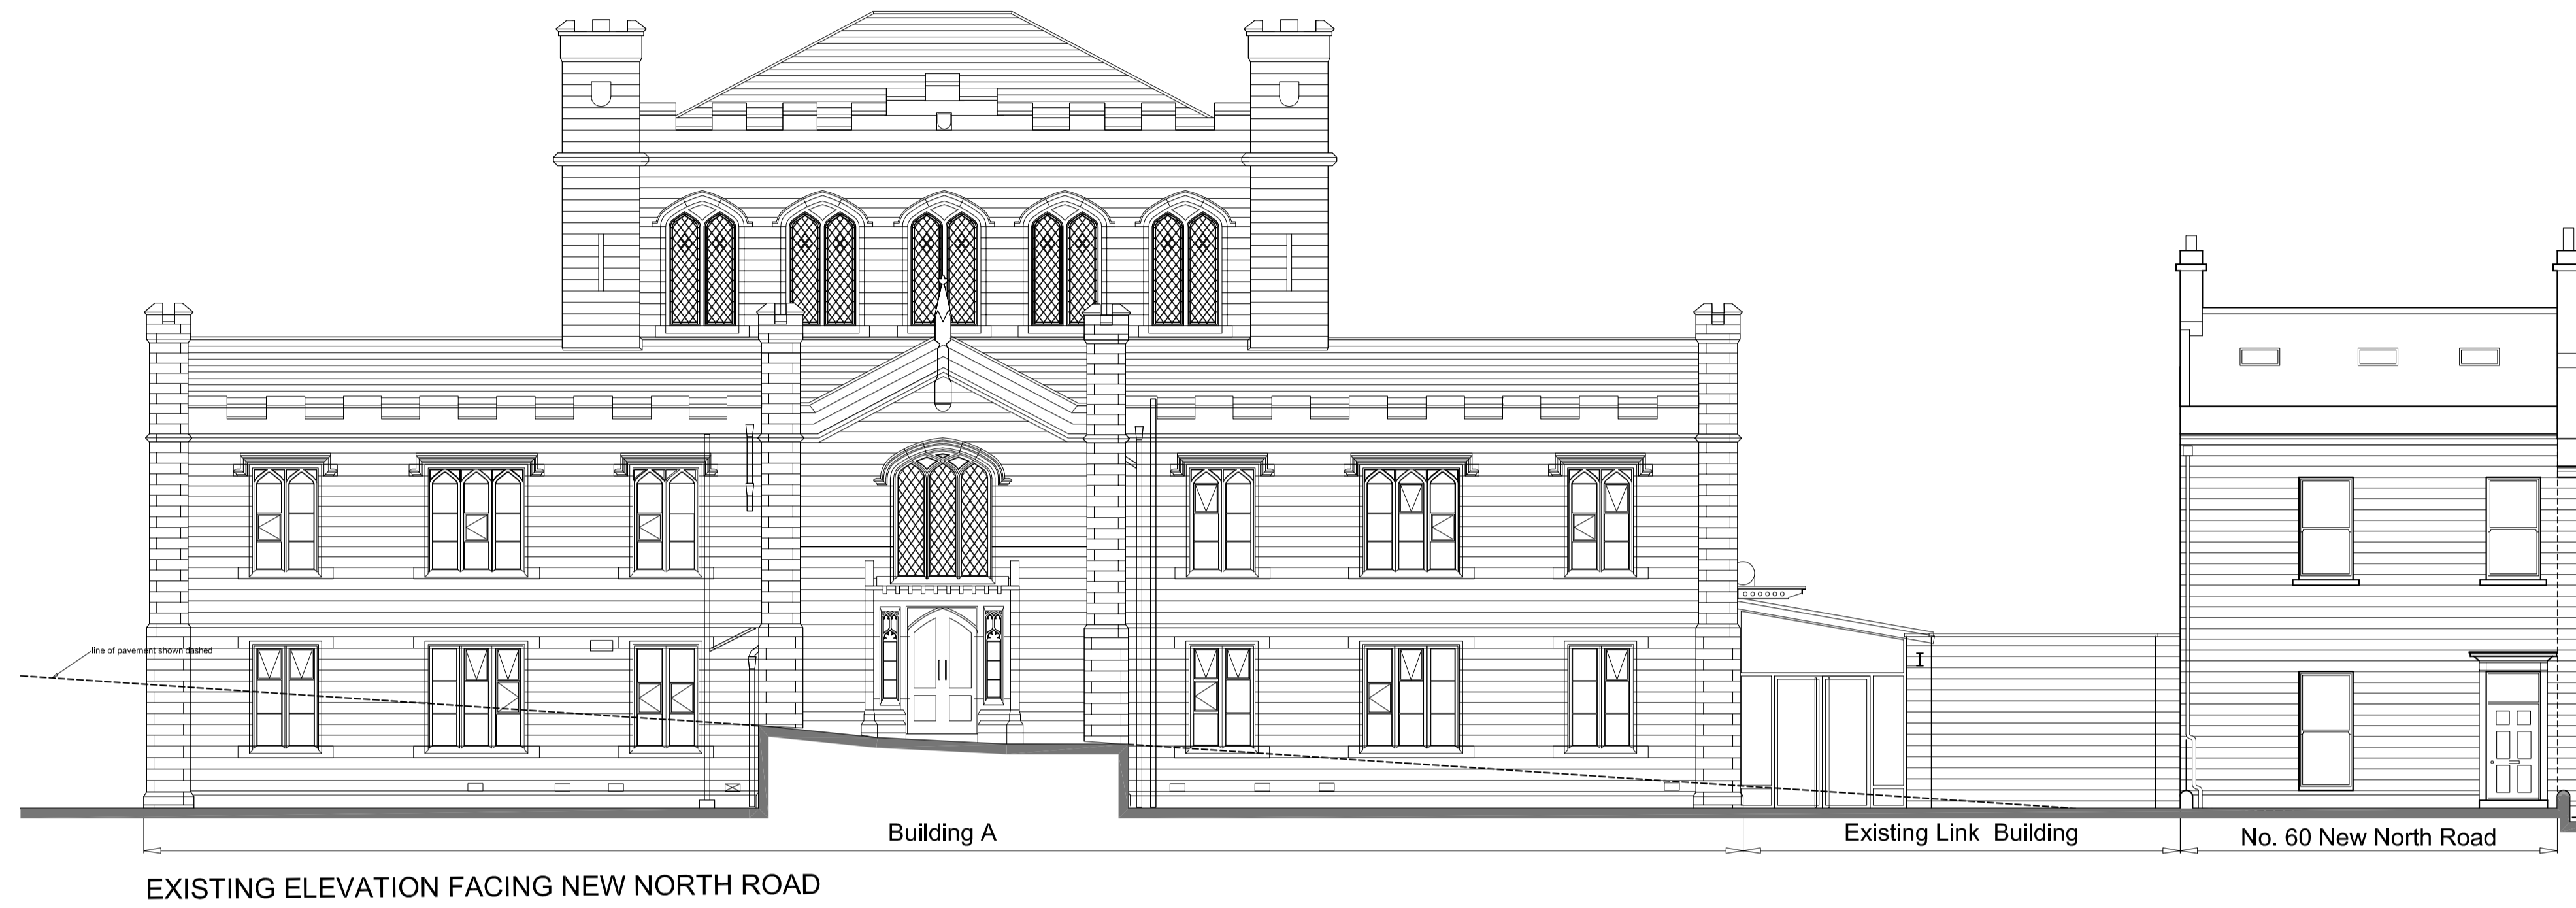 line of pavement shown dashed
Building A
Existing Link Building
No. 60 New North Road
EXISTING ELEVATION FACING NEW NORTH ROAD